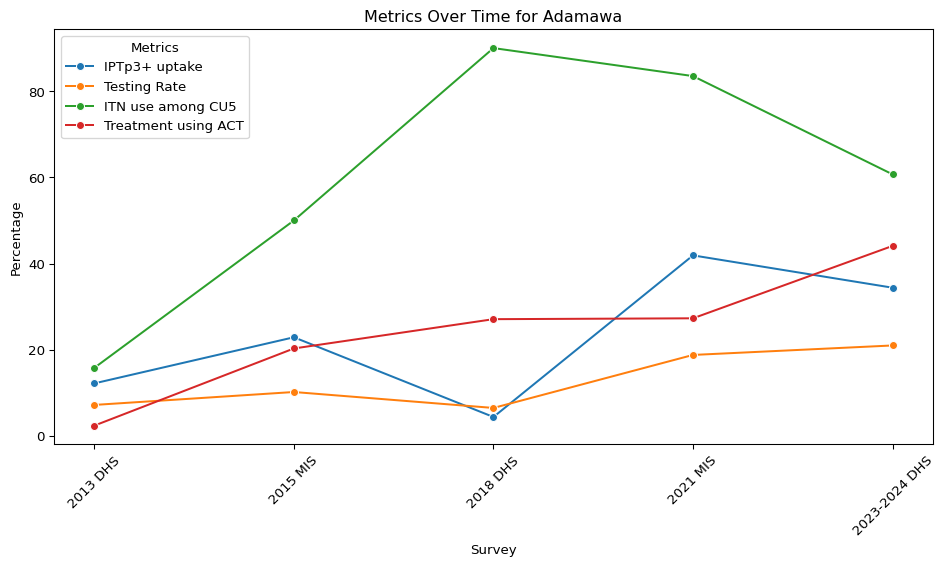 Metrics Over Time for Adamawa
Metrics
IPTp3+ uptake
Testing Rate
ITN use among CU5
Treatment using ACT
Percentage
80
60
40
20
0
2013 DHS
2015 MIS
2018 DHS
2021 MIS
2023-2024 DHS
Survey